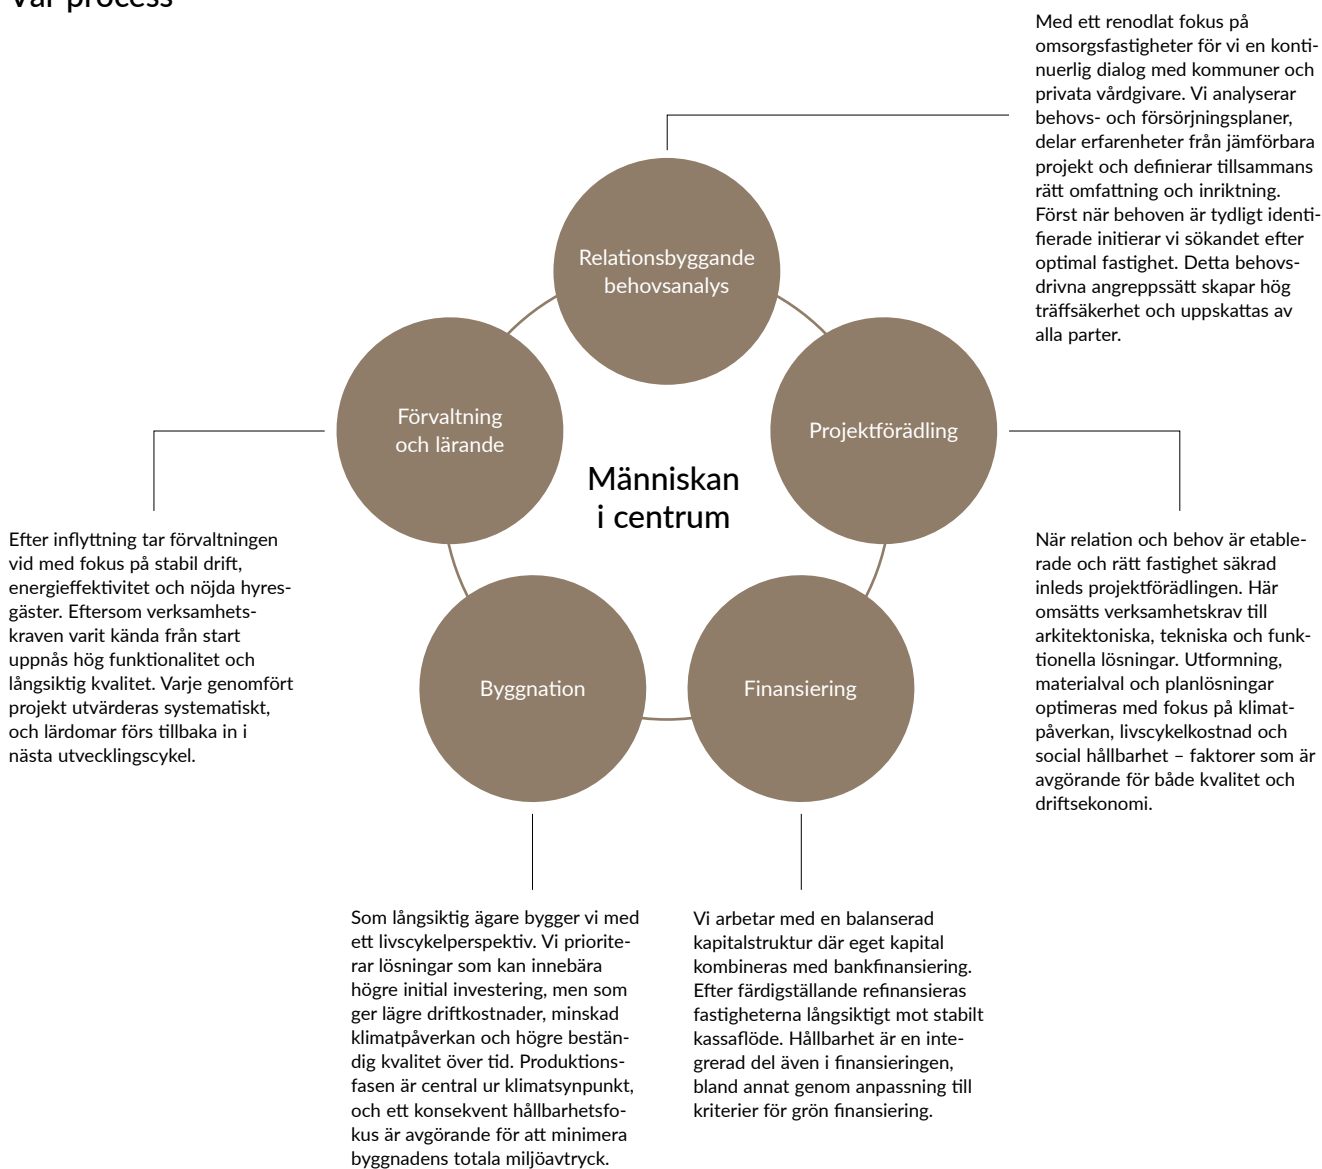 Vår process
Med ett renodlat fokus på
omsorgsfastigheter för vi en konti-
nuerlig dialog med kommuner och
privata vårdgivare. Vi analyserar
behovs- och försörjningsplaner,
delar erfarenheter från jämförbara
projekt och definierar tillsammans
rätt omfattning och inriktning.
Först när behoven är tydligt identi-
fierade initierar vi sökandet efter
optimal fastighet. Detta behovs-
drivna angreppssätt skapar hög
träffsäkerhet och uppskattas av
alla parter.
Relationsbyggande
behovsanalys
Förvaltning
och lärande
Projektförädling
Människan
i centrum
Efter inflyttning tar förvaltningen
vid med fokus på stabil drift,
energieffektivitet och nöjda hyres-
gäster. Eftersom verksamhets-
kraven varit kända från start
uppnås hög funktionalitet och
långsiktig kvalitet. Varje genomfört
projekt utvärderas systematiskt,
och lärdomar förs tillbaka in i
nästa utvecklingscykel.
När relation och behov är etable-
rade och rätt fastighet säkrad
inleds projektförädlingen. Här
omsätts verksamhetskrav till
arkitektoniska, tekniska och funk-
tionella lösningar. Utformning,
materialval och planlösningar
optimeras med fokus på klimat-
påverkan, livscykelkostnad och
social hållbarhet – faktorer som är
avgörande för både kvalitet och
driftsekonomi.
Byggnation
Finansiering
Som långsiktig ägare bygger vi med
ett livscykelperspektiv. Vi priorite-
rar lösningar som kan innebära
högre initial investering, men som
ger lägre driftkostnader, minskad
klimatpåverkan och högre bestän-
dig kvalitet över tid. Produktions-
fasen är central ur klimatsynpunkt,
och ett konsekvent hållbarhetsfo-
kus är avgörande för att minimera
byggnadens totala miljöavtryck.
Vi arbetar med en balanserad
kapitalstruktur där eget kapital
kombineras med bankfinansiering.
Efter färdigställande refinansieras
fastigheterna långsiktigt mot stabilt
kassaflöde. Hållbarhet är en inte-
grerad del även i finansieringen,
bland annat genom anpassning till
kriterier för grön finansiering.